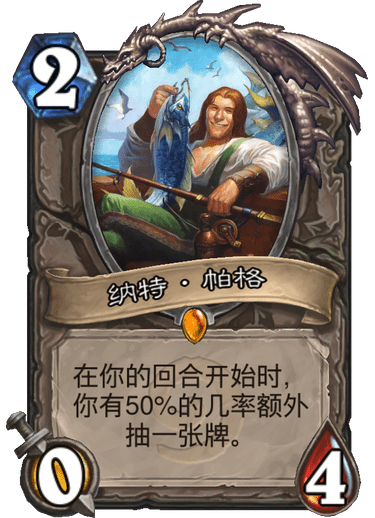 2
纳特·帕格
在你的回合开始时，
你有50%的几率额外
抽一张牌。
0
4